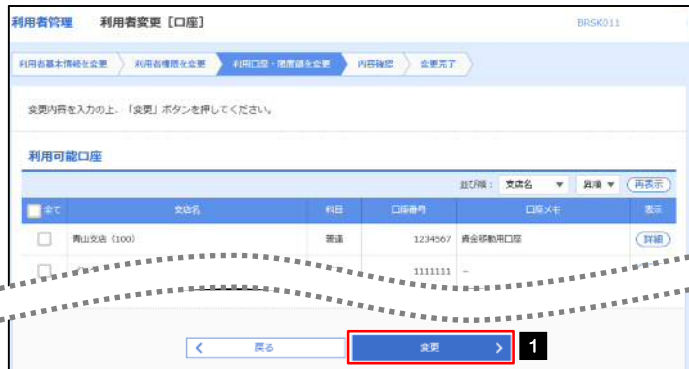 利用者管理 利用者変更［口座］ BRSK011
利用者基本情報を変更 利用者権限を変更 利用口座・限度額を変更 内容確認 変更完了
変更内容を入力の上、「変更」ボタンを押してください。
利用可能口座
並び順： 支店名 ▼ 昇順 ▼ 再表示
全て 支店名 科目 口座番号 口座メモ 表示
青山支店（100） 普通 1234567 資金移動用口座 詳細
1111111 -
＜ 戻る 変更 ＞ 1